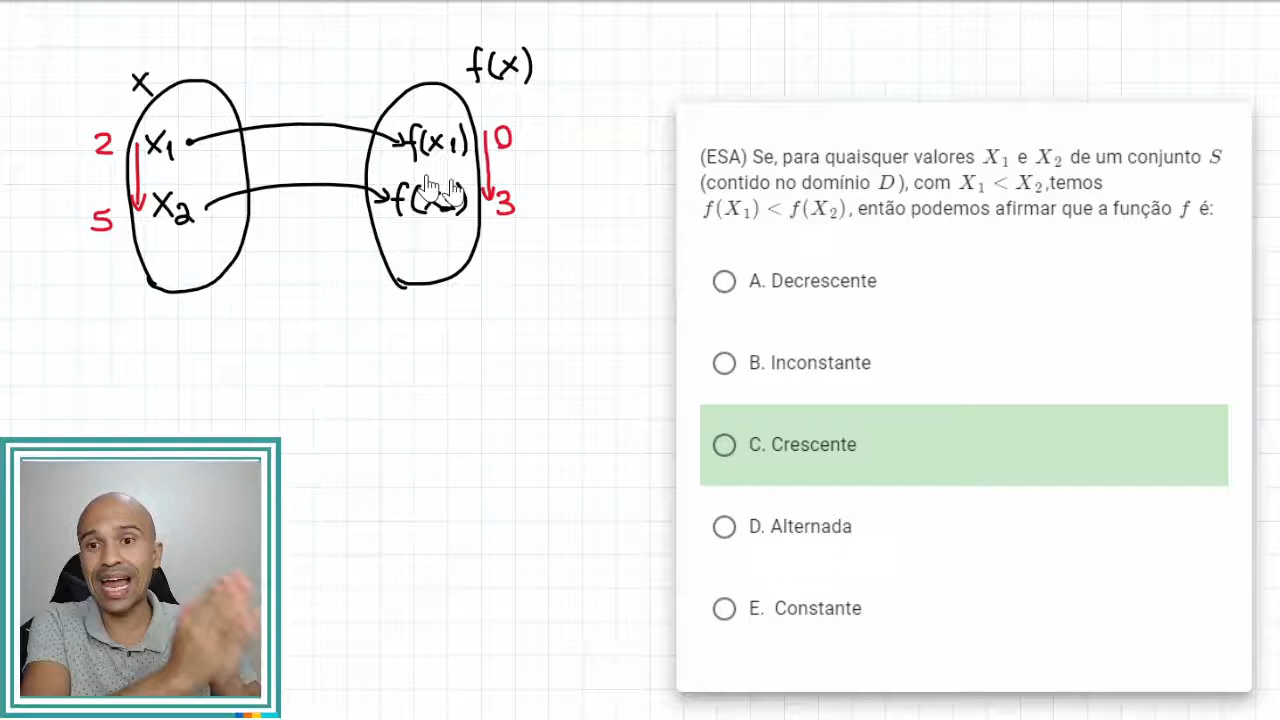 x
f(x)
2 x1 f(x1) 0
5 x2 f( ) 3
(ESA) Se, para quaisquer valores X1 e X2 de um conjunto S
(contido no domínio D), com X1 < X2,temos
f(X1) < f(X2), então podemos afirmar que a função f é:
A. Decrescente
B. Inconstante
C. Crescente
D. Alternada
E. Constante